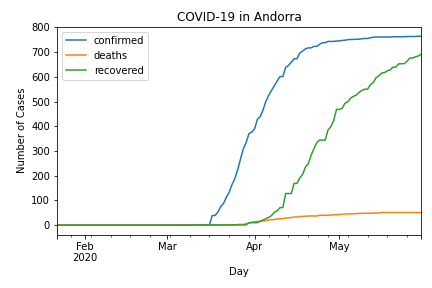 COVID-19 in Andorra
800
700
600
500
400
300
200
100
0
Number of Cases
confirmed
deaths
recovered
Feb
2020
Mar
Apr
May
Day